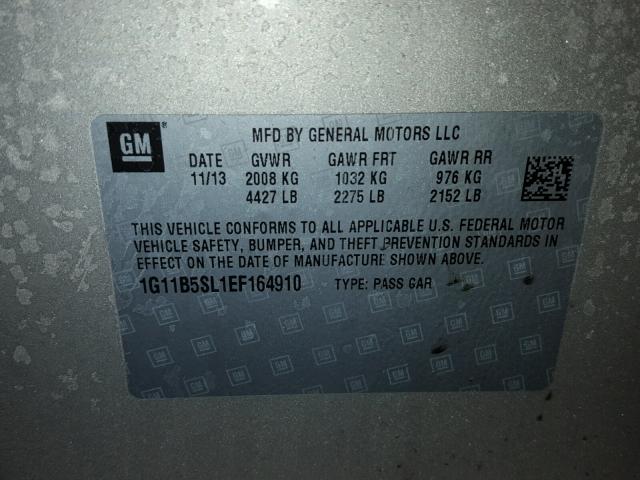 GM
MFD BY GENERAL MOTORS LLC
DATE GVWR GAWR FRT GAWR RR
11/13 2008 KG 1032 KG 976 KG
4427 LB 2275 LB 2152 LB
THIS VEHICLE CONFORMS TO ALL APPLICABLE U.S. FEDERAL MOTOR
VEHICLE SAFETY, BUMPER, AND THEFT PREVENTION STANDARDS IN
EFFECT ON THE DATE OF MANUFACTURE SHOWN ABOVE.
1G11B5SL1EF164910 TYPE: PASS CAR